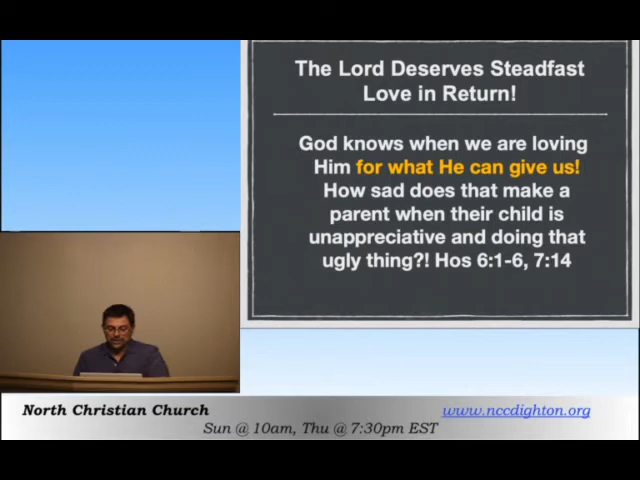 The Lord Deserves Steadfast
Love in Return!
God knows when we are loving
Him for what He can give us!
How sad does that make a
parent when their child is
unappreciative and doing that
ugly thing?! Hos 6:1-6, 7:14
North Christian Church
www.nccdighton.org
Sun @ 10am, Thu @ 7:30pm EST